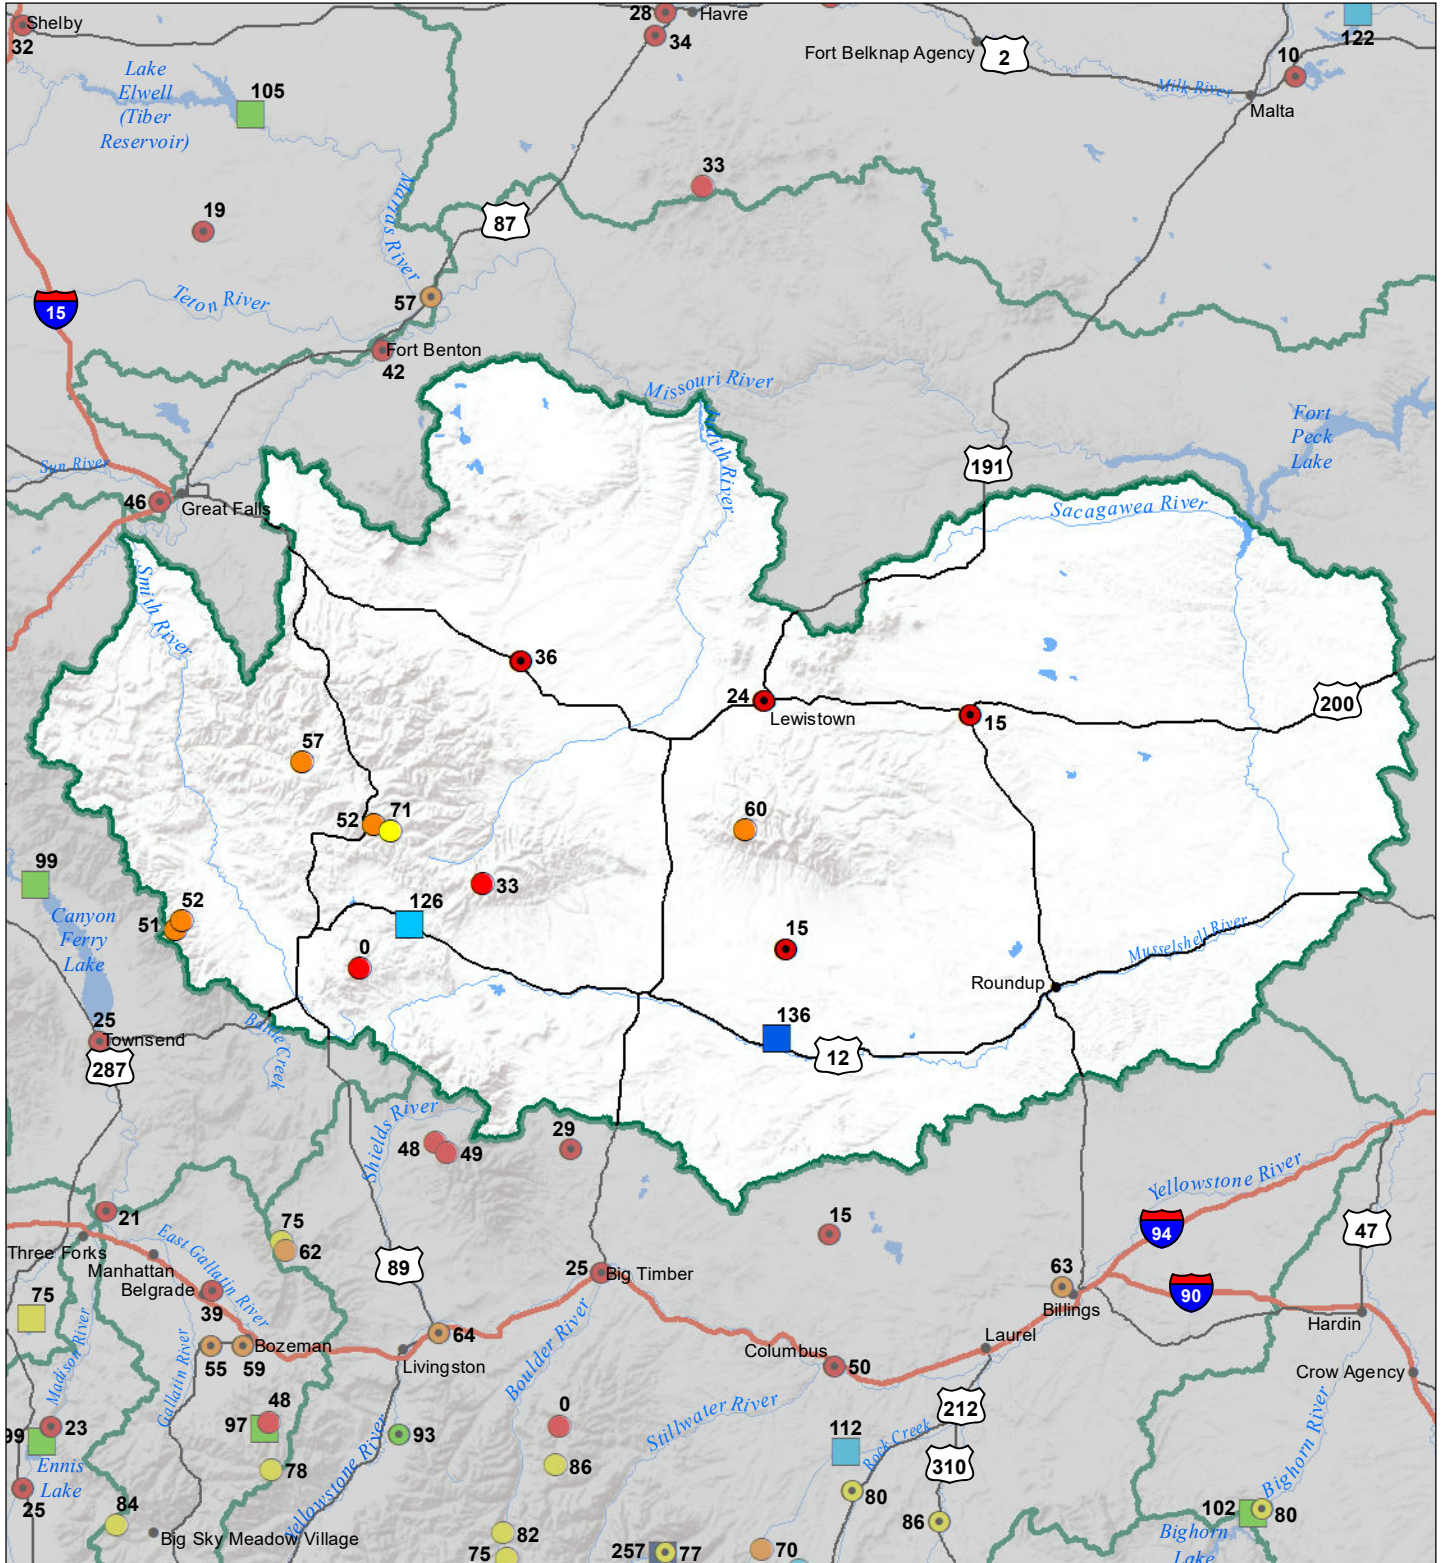 Shelby
32
28
Havre
34
Fort Belknap Agency
2
122
10
Milk River
Malta
Lake
Elwell
(Tiber
Reservoir)
105
33
19
Marias River
87
Teton River
57
15
Fort Benton
42
Missouri River
Judith River
Fort
Peck
Lake
191
Sun River
46
Great Falls
Sacagawea River
Smith River
36
24
Lewistown
15
200
57
52
71
60
99
33
52
51
126
Canyon
Ferry
Lake
0
15
Musselshell River
Roundup
25
Townsend
287
Battle Creek
136
12
Shields River
48
49
29
Yellowstone River
21
75
62
15
94
47
Three Forks
East Gallatin River
Manhattan
Belgrade
39
89
25
Big Timber
63
90
Billings
75
Hardin
64
Bozeman
55
59
Livingston
Laurel
Columbus
50
Crow Agency
Madison River
Gallatin River
Boulder River
48
97
23
99
93
0
Stillwater River
212
112
Rock Creek
Ennis
Lake
78
86
310
Bighorn River
25
Yellowstone River
80
84
Big Sky Meadow Village
82
86
102
80
75
257
77
70
Bighorn
Lake